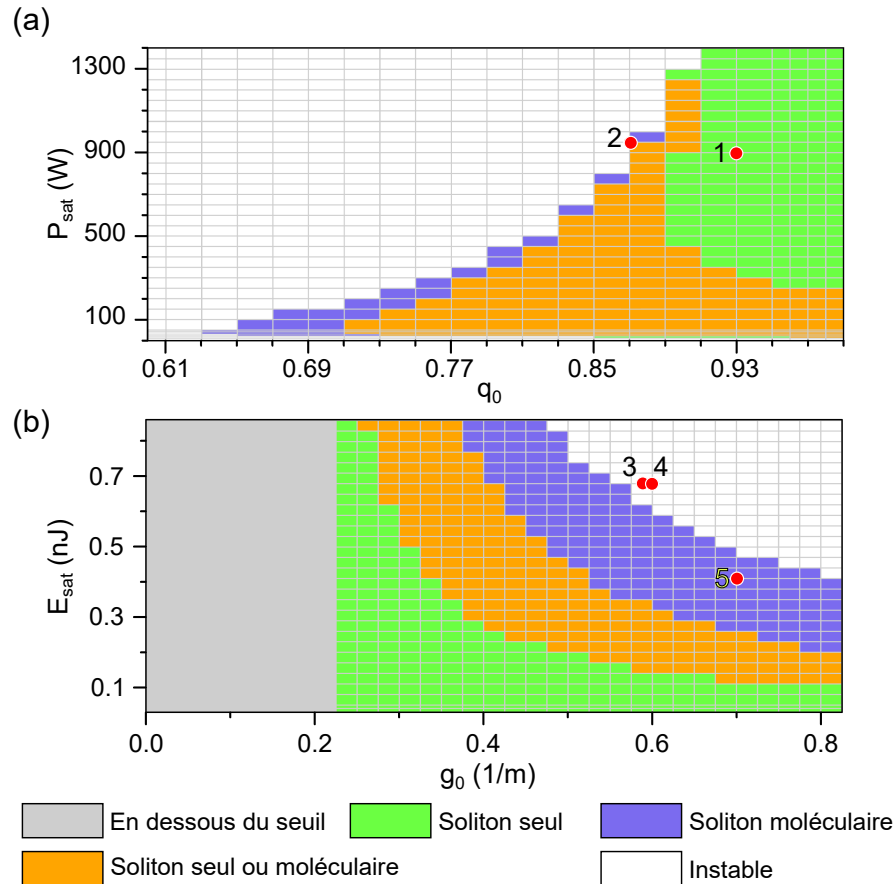 (a)
1300
900
500
100
P_sat (W)
2
1
0.61 0.69 0.77 0.85 0.93
q_0
(b)
0.7
0.5
0.3
0.1
E_sat (nJ)
3 4
5
0.0 0.2 0.4 0.6 0.8
g_0 (1/m)
En dessous du seuil Soliton seul Soliton moléculaire
Soliton seul ou moléculaire Instable